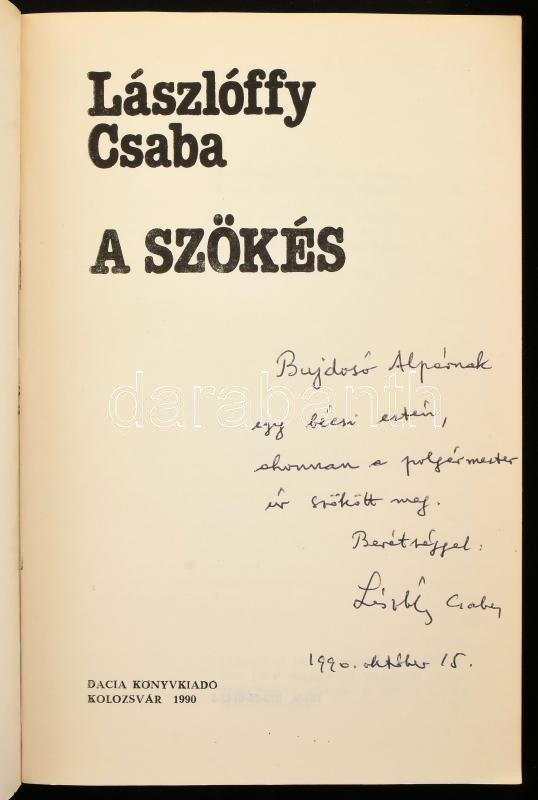 Lászlóffy
Csaba
A SZÖKÉS
Bujdosó Alpárnak
egy bécsi estén,
ahonnan a polgármester
úr szökött meg.
Barátsággal:
Lászlóffy Csaba
1990. október 15.
DACIA KÖNYVKIADÓ
KOLOZSVÁR 1990
darabanth